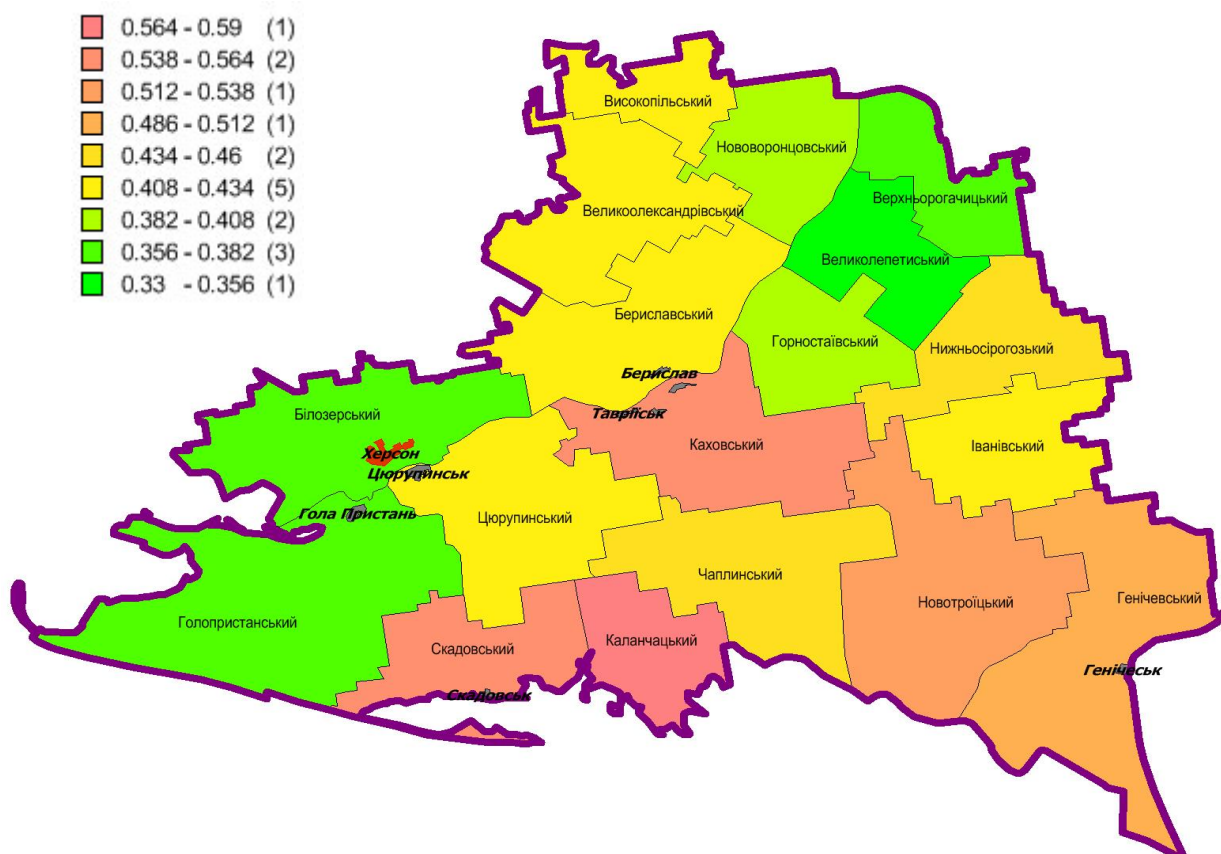 0.564 - 0.59 (1)
0.538 - 0.564 (2)
0.512 - 0.538 (1)
0.486 - 0.512 (1)
0.434 - 0.46 (2)
0.408 - 0.434 (5)
0.382 - 0.408 (2)
0.356 - 0.382 (3)
0.33 - 0.356 (1)
Високопільський
Нововоронцовський
Верхньорогачицький
Великоолександрівський
Великолепетиський
Бериславський
Горностаївський
Нижньосірогозький
Берислав
Білозерський
Таврійськ
Каховський
Іванівський
Херсон
Цюрупинськ
Гола Пристань
Цюрупинський
Чаплинський
Новотроїцький
Генічевський
Голопристанський
Скадовський
Каланчацький
Генічеськ
Скадовськ